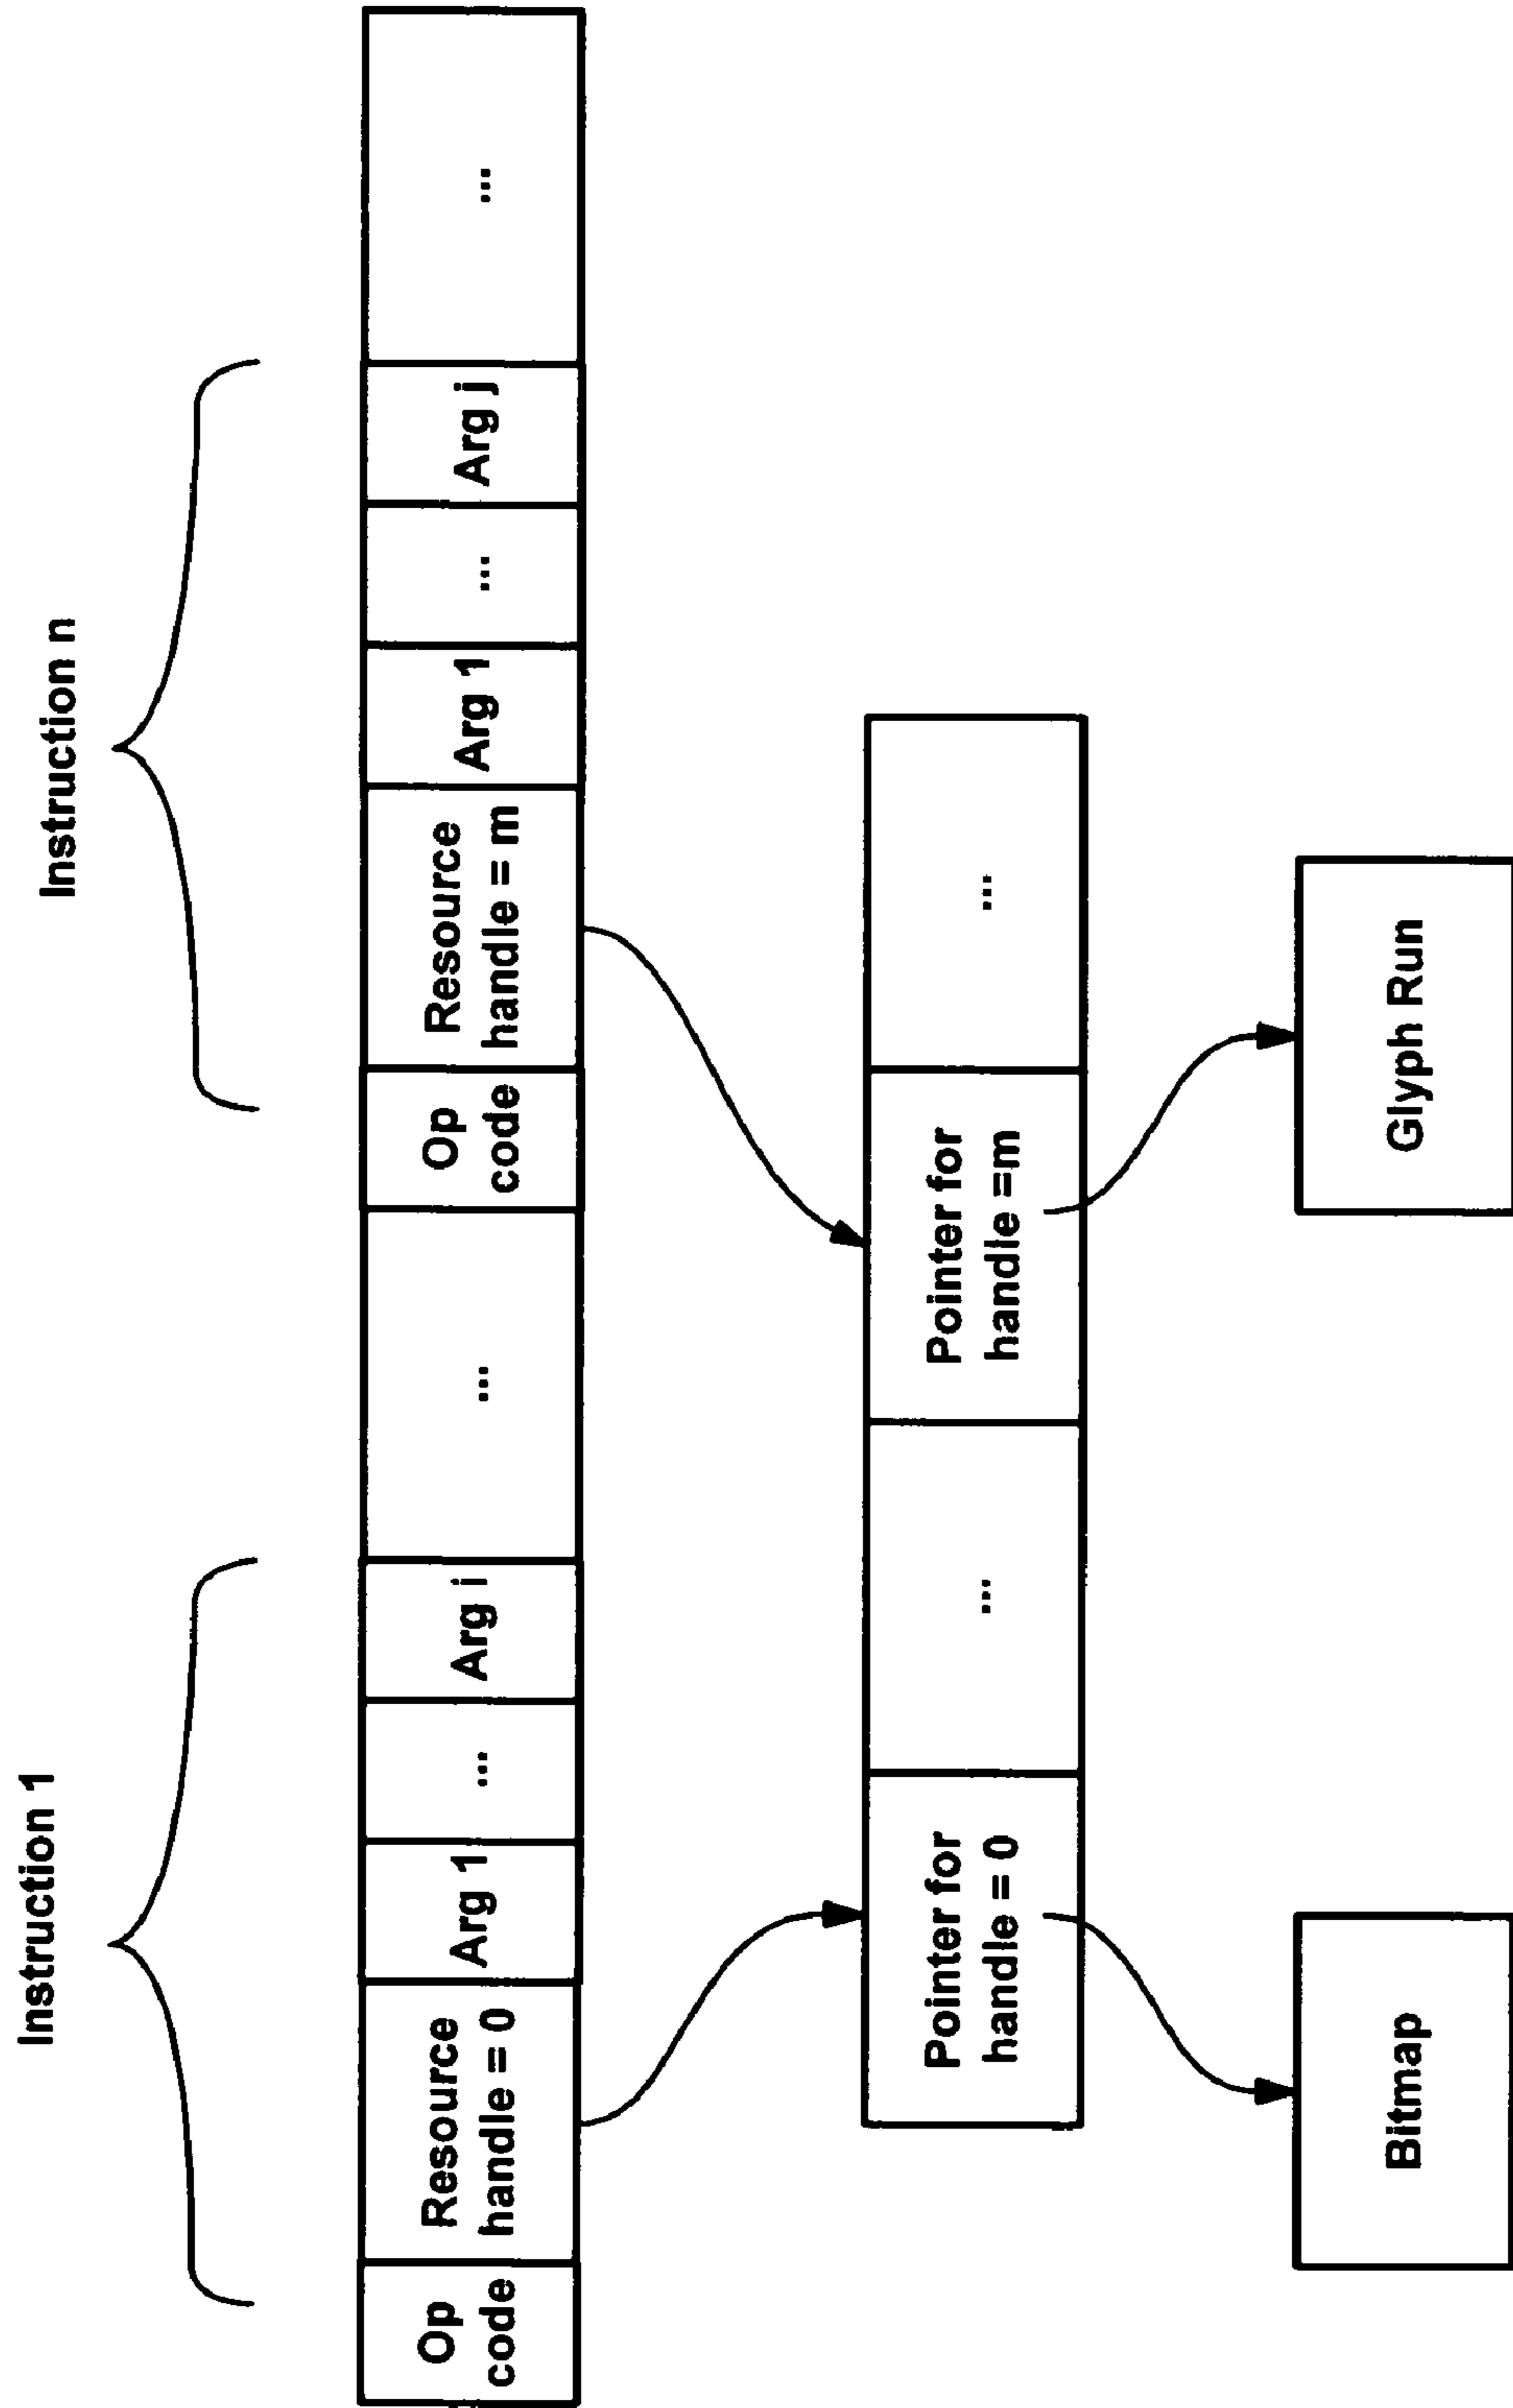 Instruction 1
Instruction n
Op
code
Resource
handle = 0
Arg 1
...
Arg i
...
Op
code
Resource
handle = m
Arg 1
...
Arg j
...
Pointer for
handle = 0
...
Pointer for
handle =m
...
Bitmap
Glyph Run